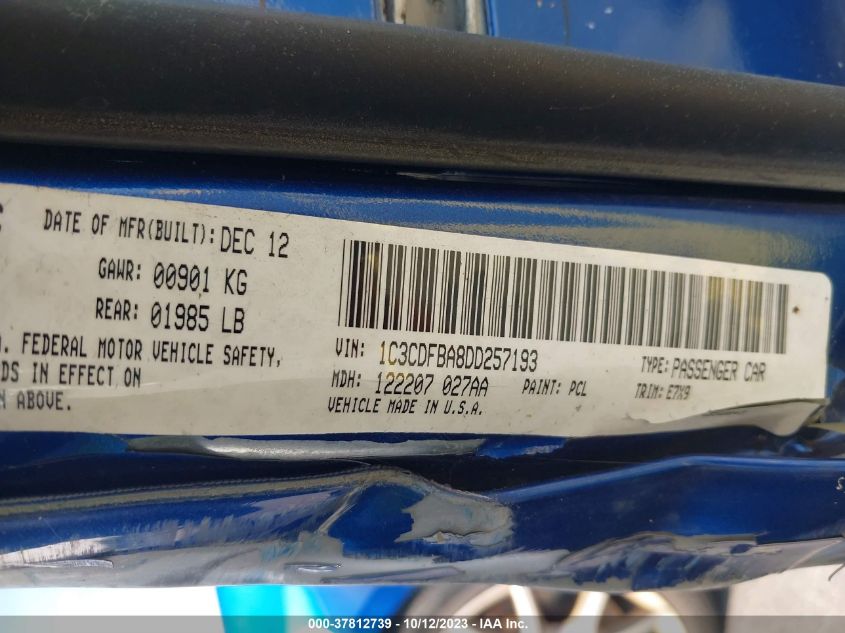 DATE OF MFR(BUILT): DEC 12
GAWR: 00901 KG
REAR: 01985 LB
FEDERAL MOTOR VEHICLE SAFETY,
IN EFFECT ON
ABOVE.
VIN: 1C3CDFBA8DD257193
TYPE: PASSENGER CAR
MDH: 122207 027AA
PAINT: PCL
TRIM: E7X9
VEHICLE MADE IN U.S.A.
000-37812739 - 10/12/2023 - IAA Inc.